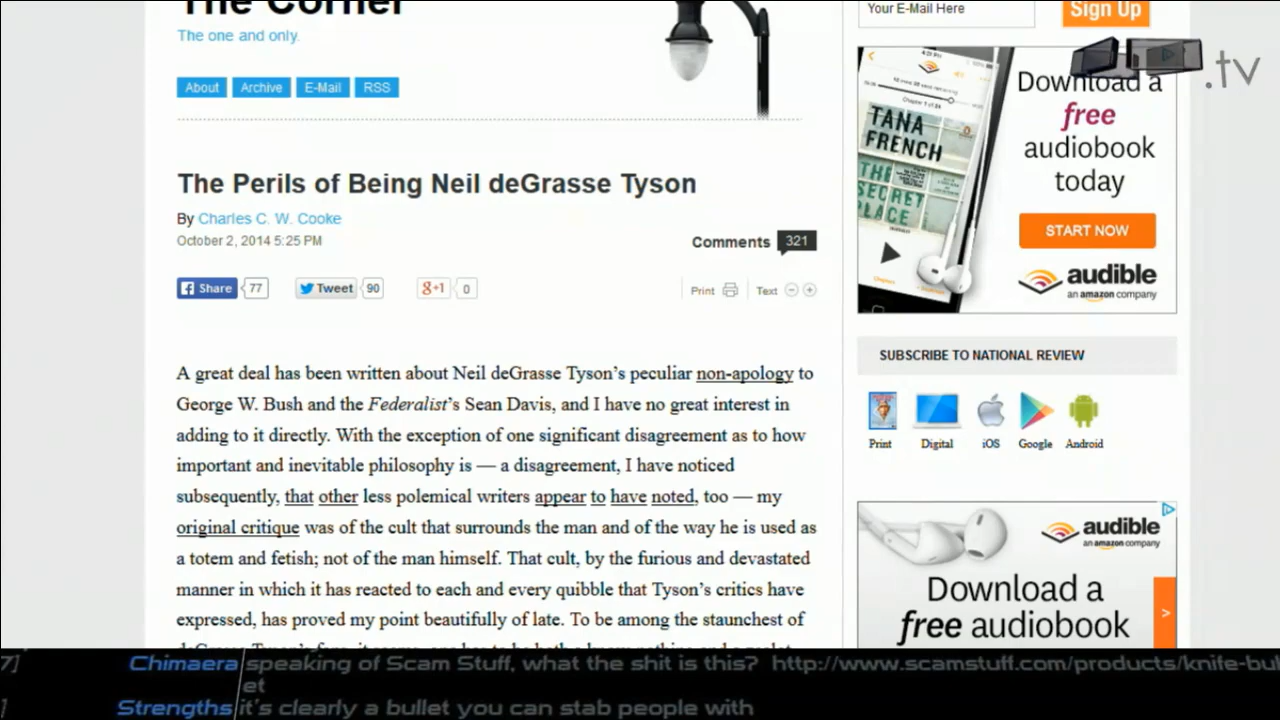 The Corner
The one and only.
About Archive E-Mail RSS
The Perils of Being Neil deGrasse Tyson
By Charles C. W. Cooke
October 2, 2014 5:25 PM
Comments 321
Share 77 Tweet 90 g+1 0
Print Text
A great deal has been written about Neil deGrasse Tyson's peculiar non-apology to
George W. Bush and the Federalist's Sean Davis, and I have no great interest in
adding to it directly. With the exception of one significant disagreement as to how
important and inevitable philosophy is — a disagreement, I have noticed
subsequently, that other less polemical writers appear to have noted, too — my
original critique was of the cult that surrounds the man and of the way he is used as
a totem and fetish; not of the man himself. That cult, by the furious and devastated
manner in which it has reacted to each and every quibble that Tyson's critics have
expressed, has proved my point beautifully of late. To be among the staunchest of
Your E-Mail Here
Sign Up
.tv
Download a
free
audiobook
today
START NOW
audible
an amazon company
TANA
FRENCH
THE
SECRET
PLACE
SUBSCRIBE TO NATIONAL REVIEW
Print Digital iOS Google Android
audible
an amazon company
Download a
free audiobook
>
7] Chimaera speaking of Scam Stuff, what the shit is this? http://www.scamstuff.com/products/knife-bul
et
] Strengths it's clearly a bullet you can stab people with